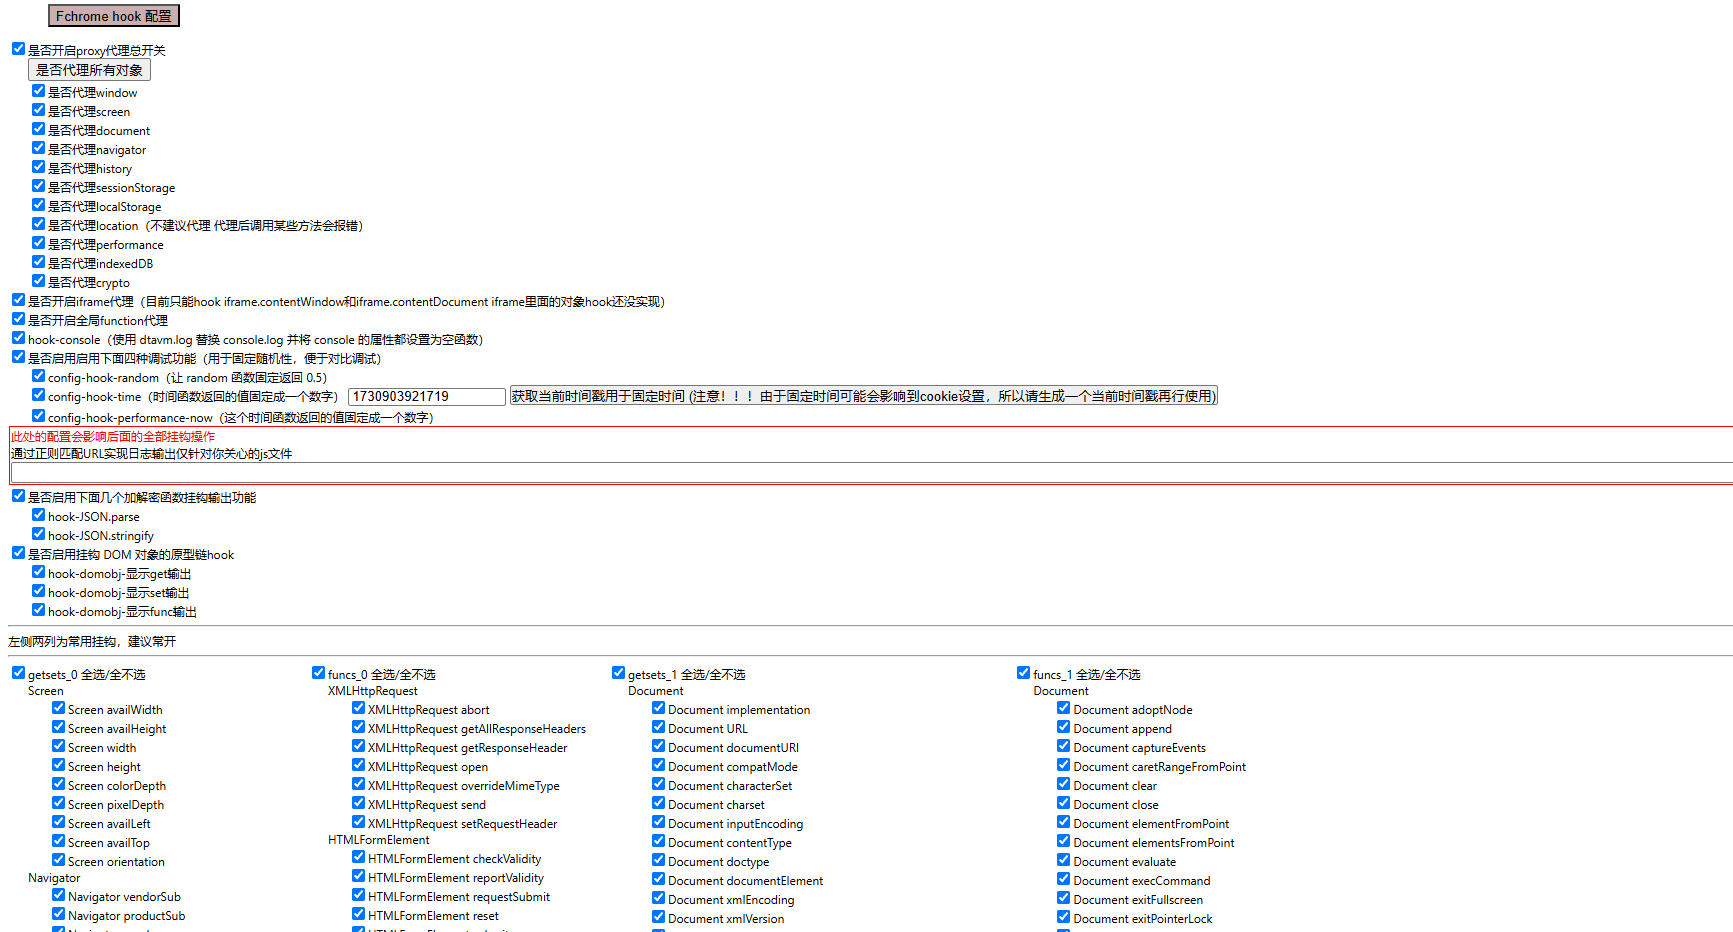 Fchrome hook 配置
是否开启proxy代理总开关
是否代理所有对象
是否代理window
是否代理screen
是否代理document
是否代理navigator
是否代理history
是否代理sessionStorage
是否代理localStorage
是否代理location（不建议代理 代理后调用某些方法会报错）
是否代理performance
是否代理indexedDB
是否代理crypto
是否开启iframe代理（目前只能hook iframe.contentWindow和iframe.contentDocument iframe里面的对象hook还没实现）
是否开启全局function代理
hook-console（使用 dtavm.log 替换 console.log 并将 console 的属性都设置为空函数）
是否启用启用下面四种调试功能（用于固定随机性，便于对比调试）
config-hook-random（让 random 函数固定返回 0.5）
config-hook-time（时间函数返回的值固定成一个数字） 1730903921719 获取当前时间戳用于固定时间 (注意！！！由于固定时间可能会影响到cookie设置，所以请生成一个当前时间戳再行使用)
config-hook-performance-now（这个时间函数返回的值固定成一个数字）
此处的配置会影响后面的全部挂钩操作
通过正则匹配URL实现日志输出仅针对你关心的js文件
是否启用下面几个加解密函数挂钩输出功能
hook-JSON.parse
hook-JSON.stringify
是否启用挂钩 DOM 对象的原型链hook
hook-domobj-显示get输出
hook-domobj-显示set输出
hook-domobj-显示func输出
左侧两列为常用挂钩，建议常开
getsets_0 全选/全不选
Screen
Screen availWidth
Screen availHeight
Screen width
Screen height
Screen colorDepth
Screen pixelDepth
Screen availLeft
Screen availTop
Screen orientation
Navigator
Navigator vendorSub
Navigator productSub
funcs_0 全选/全不选
XMLHttpRequest
XMLHttpRequest abort
XMLHttpRequest getAllResponseHeaders
XMLHttpRequest getResponseHeader
XMLHttpRequest open
XMLHttpRequest overrideMimeType
XMLHttpRequest send
XMLHttpRequest setRequestHeader
HTMLFormElement
HTMLFormElement checkValidity
HTMLFormElement reportValidity
HTMLFormElement requestSubmit
HTMLFormElement reset
getsets_1 全选/全不选
Document
Document implementation
Document URL
Document documentURI
Document compatMode
Document characterSet
Document charset
Document inputEncoding
Document contentType
Document doctype
Document documentElement
Document xmlEncoding
Document xmlVersion
funcs_1 全选/全不选
Document
Document adoptNode
Document append
Document captureEvents
Document caretRangeFromPoint
Document clear
Document close
Document elementFromPoint
Document elementsFromPoint
Document evaluate
Document execCommand
Document exitFullscreen
Document exitPointerLock